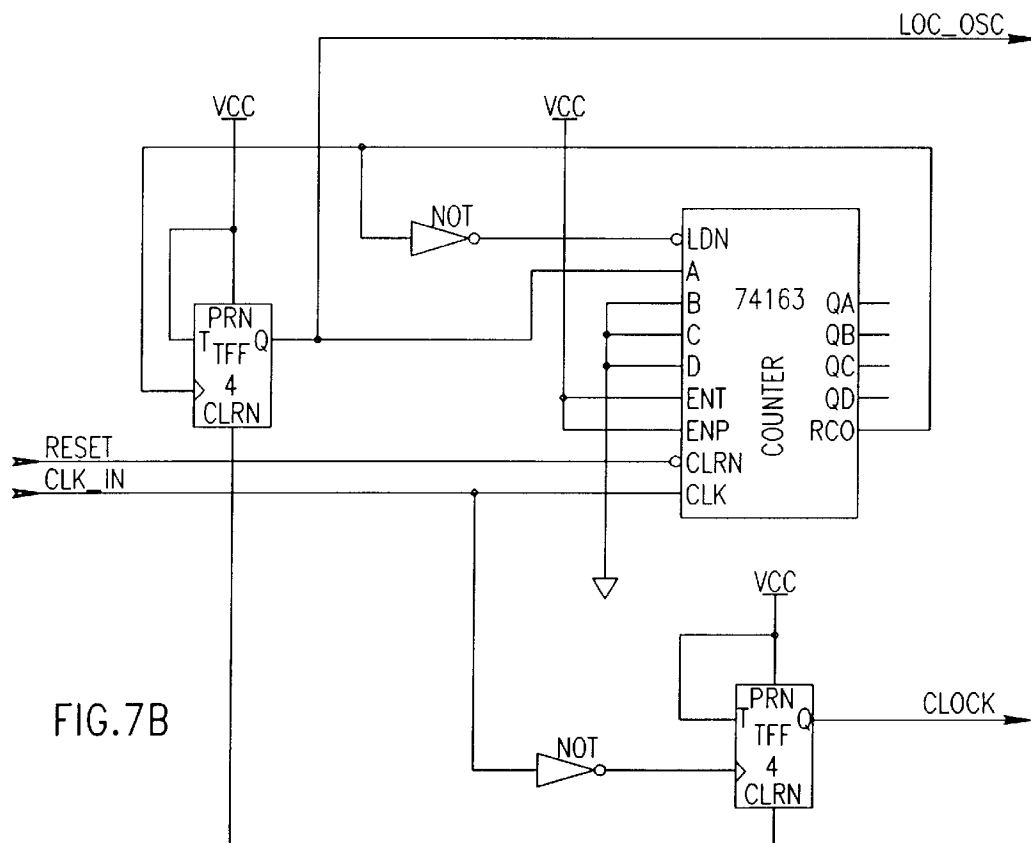 LOC_OSC
VCC
VCC
NOT
LDN
A
B
74163
QA
C
QB
D
QC
ENT
QD
ENP
COUNTER
RCO
CLRN
CLK
PRN
T
TFF
Q
4
CLRN
RESET
CLK_IN
VCC
FIG.7B
PRN
T
TFF
Q
CLOCK
NOT
4
CLRN